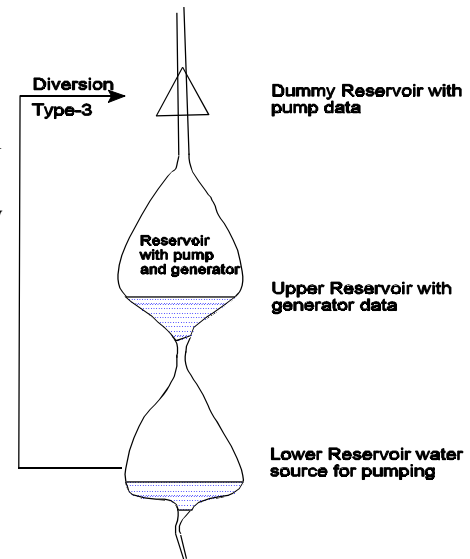 Diversion
Type-3
Dummy Reservoir with
pump data
Reservoir
with pump
and generator
Upper Reservoir with
generator data
Lower Reservoir water
source for pumping